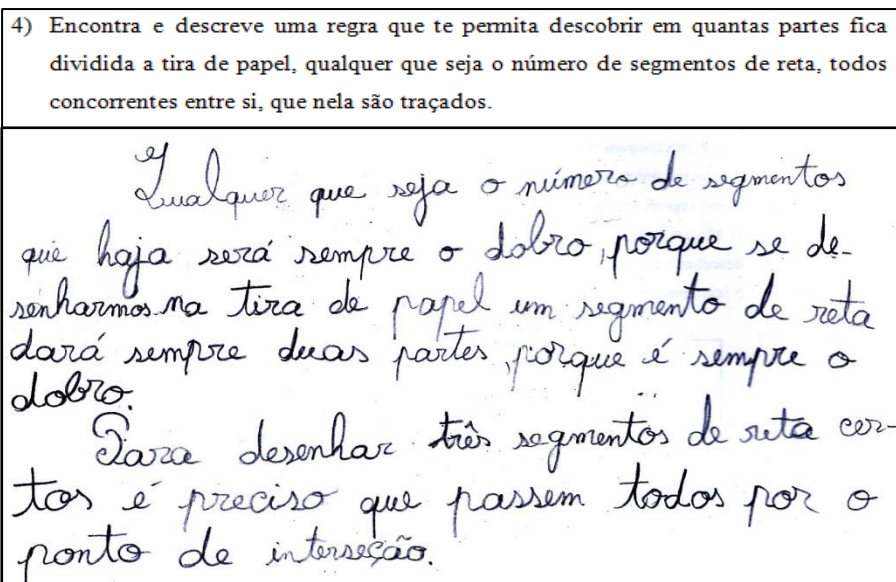 4) Encontra e descreve uma regra que te permita descobrir em quantas partes fica
dividida a tira de papel, qualquer que seja o número de segmentos de reta, todos
concorrentes entre si, que nela são traçados.
Qualquer que seja o número de segmentos
que haja será sempre o dobro, porque se de-
senharmos na tira de papel um segmento de reta
dará sempre duas partes, porque é sempre o
dobro.
Para desenhar três segmentos de reta cer-
tos é preciso que passem todos por o
ponto de interseção.